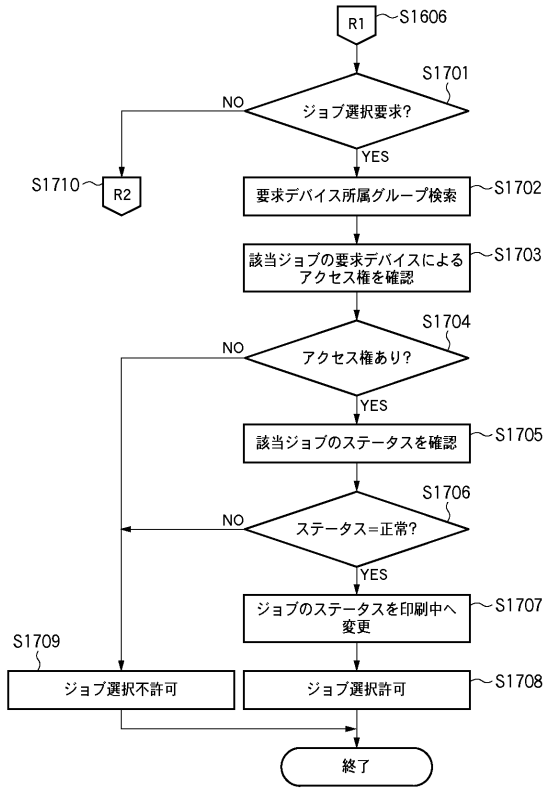 R1
S1606
S1701
NO
ジョブ選択要求?
YES
S1710
R2
S1702
要求デバイス所属グループ検索
S1703
該当ジョブの要求デバイスによる
アクセス権を確認
S1704
NO
アクセス権あり?
YES
S1705
該当ジョブのステータスを確認
S1706
NO
ステータス=正常?
YES
S1707
ジョブのステータスを印刷中へ
変更
S1709
ジョブ選択不許可
ジョブ選択許可
S1708
終了